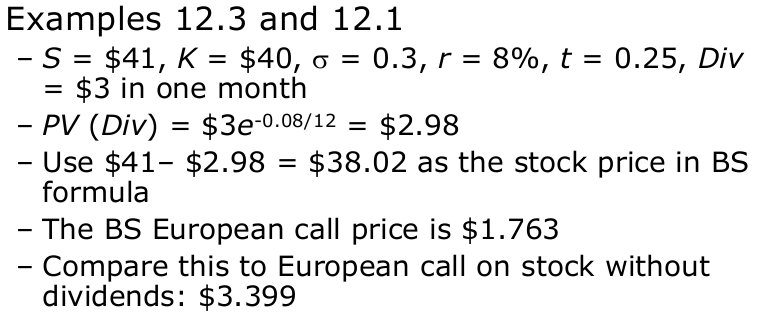 Examples 12.3 and 12.1
– S = $41, K = $40, σ = 0.3, r = 8%, t = 0.25, Div
= $3 in one month
– PV (Div) = $3e-0.08/12 = $2.98
– Use $41– $2.98 = $38.02 as the stock price in BS
formula
– The BS European call price is $1.763
– Compare this to European call on stock without
dividends: $3.399